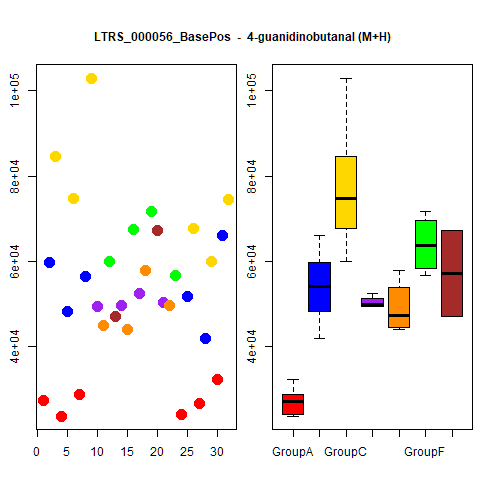 LTRS_000056_BasePos  -  4-guanidinobutanal (M+H)
1e+05
8e+04
6e+04
4e+04
0 5 10 15 20 25 30
1e+05
8e+04
6e+04
4e+04
GroupA GroupC GroupF